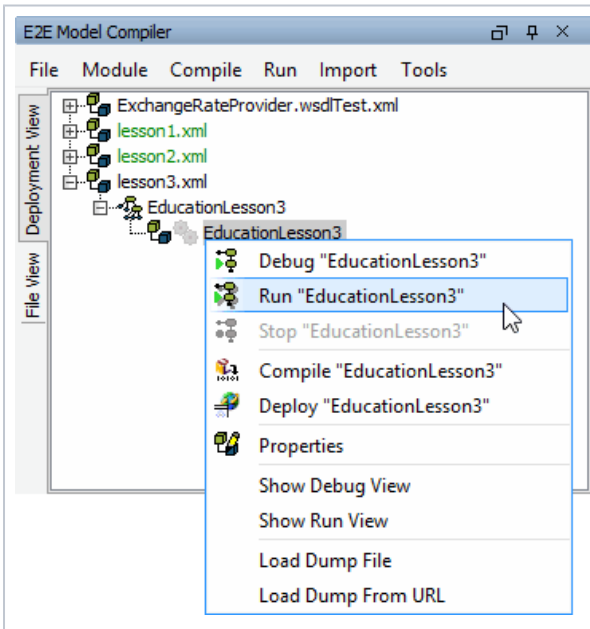 E2E Model Compiler
File Module Compile Run Import Tools
Deployment View
File View
ExchangeRateProvider.wsdlTest.xml
lesson1.xml
lesson2.xml
lesson3.xml
EducationLesson3
EducationLesson3
Debug "EducationLesson3"
Run "EducationLesson3"
Stop "EducationLesson3"
Compile "EducationLesson3"
Deploy "EducationLesson3"
Properties
Show Debug View
Show Run View
Load Dump File
Load Dump From URL